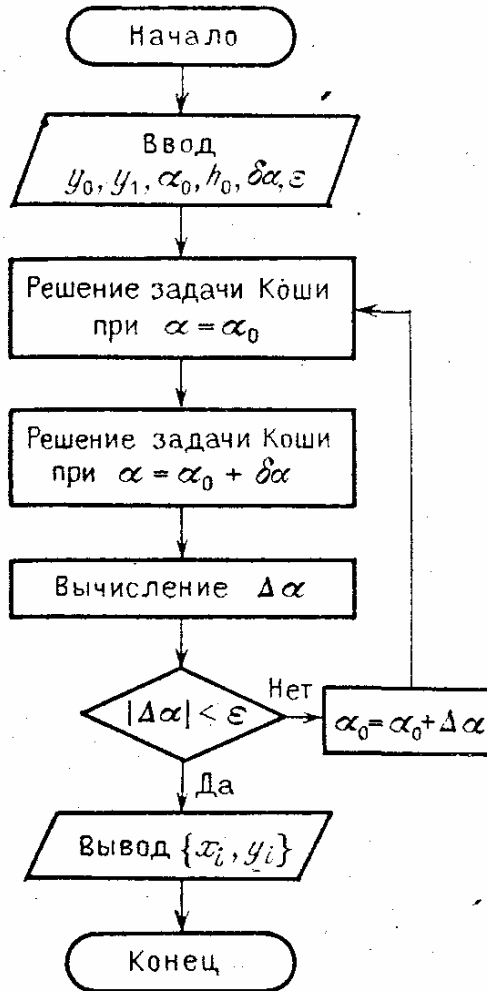 Начало
Ввод
y₀, y₁, α₀, h₀, δα, ε
Решение задачи Коши
при α = α₀
Решение задачи Коши
при α = α₀ + δα
Вычисление Δα
|Δα| < ε
Нет
α₀ = α₀ + Δα
Да
Вывод {xᵢ, yᵢ}
Конец